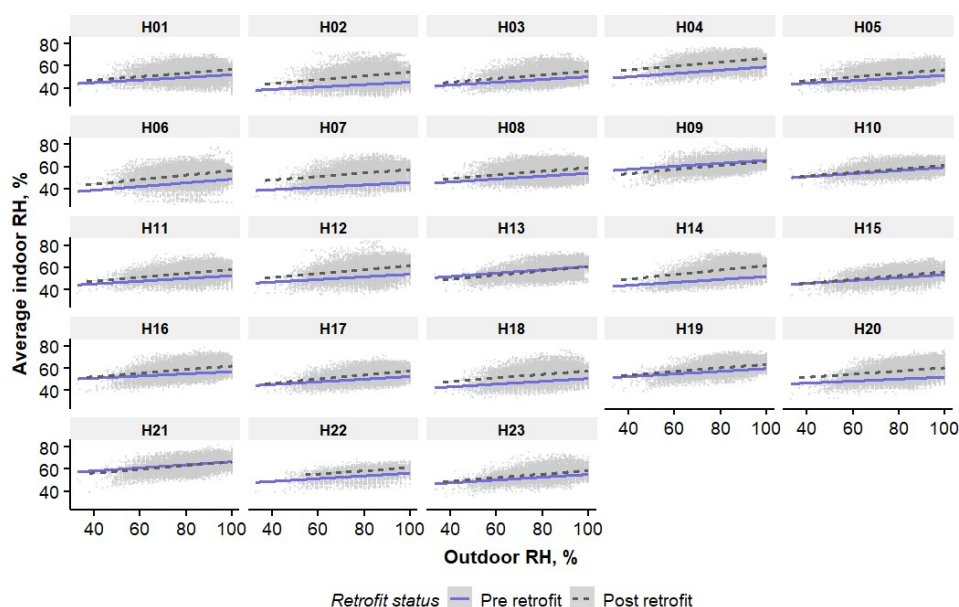 H01 H02 H03 H04 H05
80
60
40
H06 H07 H08 H09 H10
80
60
40
H11 H12 H13 H14 H15
80
60
40
H16 H17 H18 H19 H20
80
60
40
40 60 80 100 40 60 80 100
H21 H22 H23
80
60
40
40 60 80 100 40 60 80 100 40 60 80 100
Average indoor RH, %
Outdoor RH, %
Retrofit status Pre retrofit Post retrofit